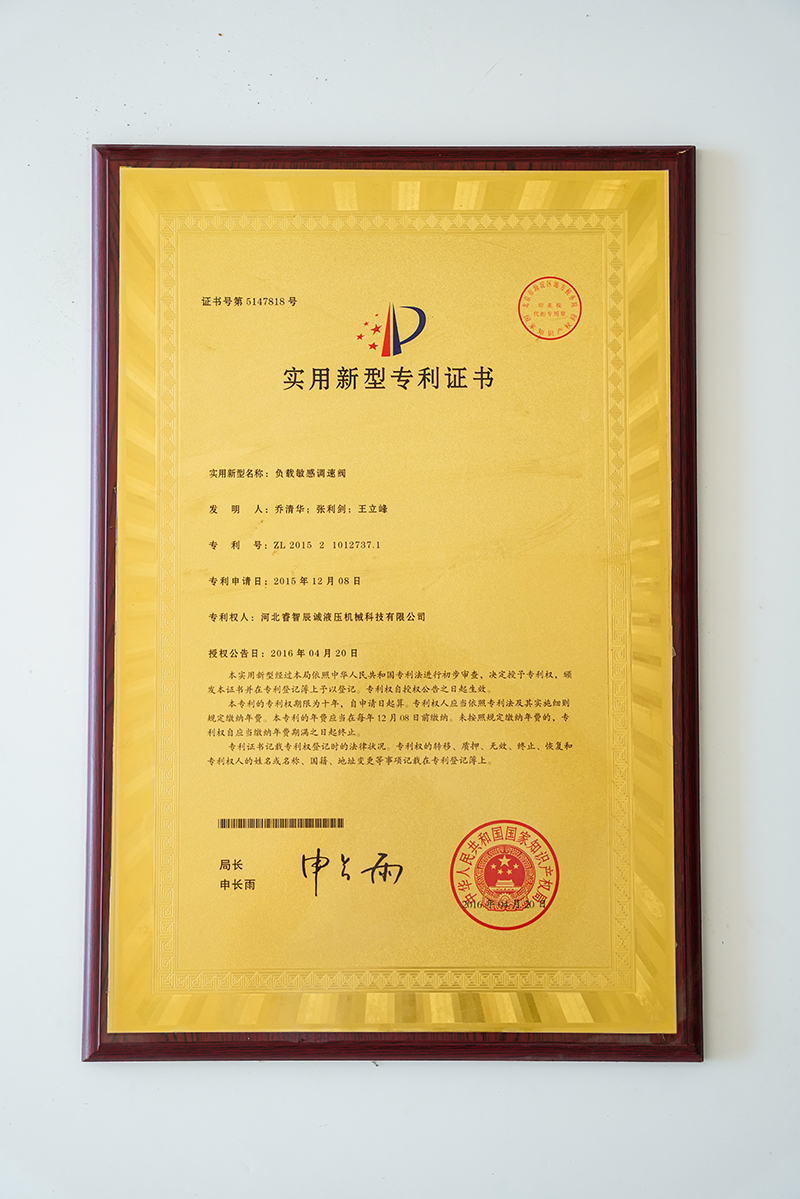 证书号第5147818号
实用新型专利证书
实用新型名称：负载敏感调速阀
发 明 人：乔清华；张利剑；王立峰
专 利 号：ZL 2015 2 1012737.1
专利申请日：2015年12月08日
专利权人：河北睿智辰诚液压机械科技有限公司
授权公告日：2016年04月20日
本实用新型经过本局依照中华人民共和国专利法进行初步审查，决定授予专利权，颁
发本证书并在专利登记簿上予以登记。专利权自授权公告之日起生效。
本专利的专利权期限为十年，自申请日起算。专利权人应当依照专利法及其实施细则
规定缴纳年费。本专利的年费应当在每年12月08日前缴纳。未按照规定缴纳年费的，专
利权自应当缴纳年费期满之日起终止。
专利证书记载专利权登记时的法律状况。专利权的转移、质押、无效、终止、恢复和
专利权人的姓名或名称、国籍、地址变更等事项记载在专利登记簿上。
局长
申长雨
申长雨
中华人民共和国国家知识产权局
2016年04月20日